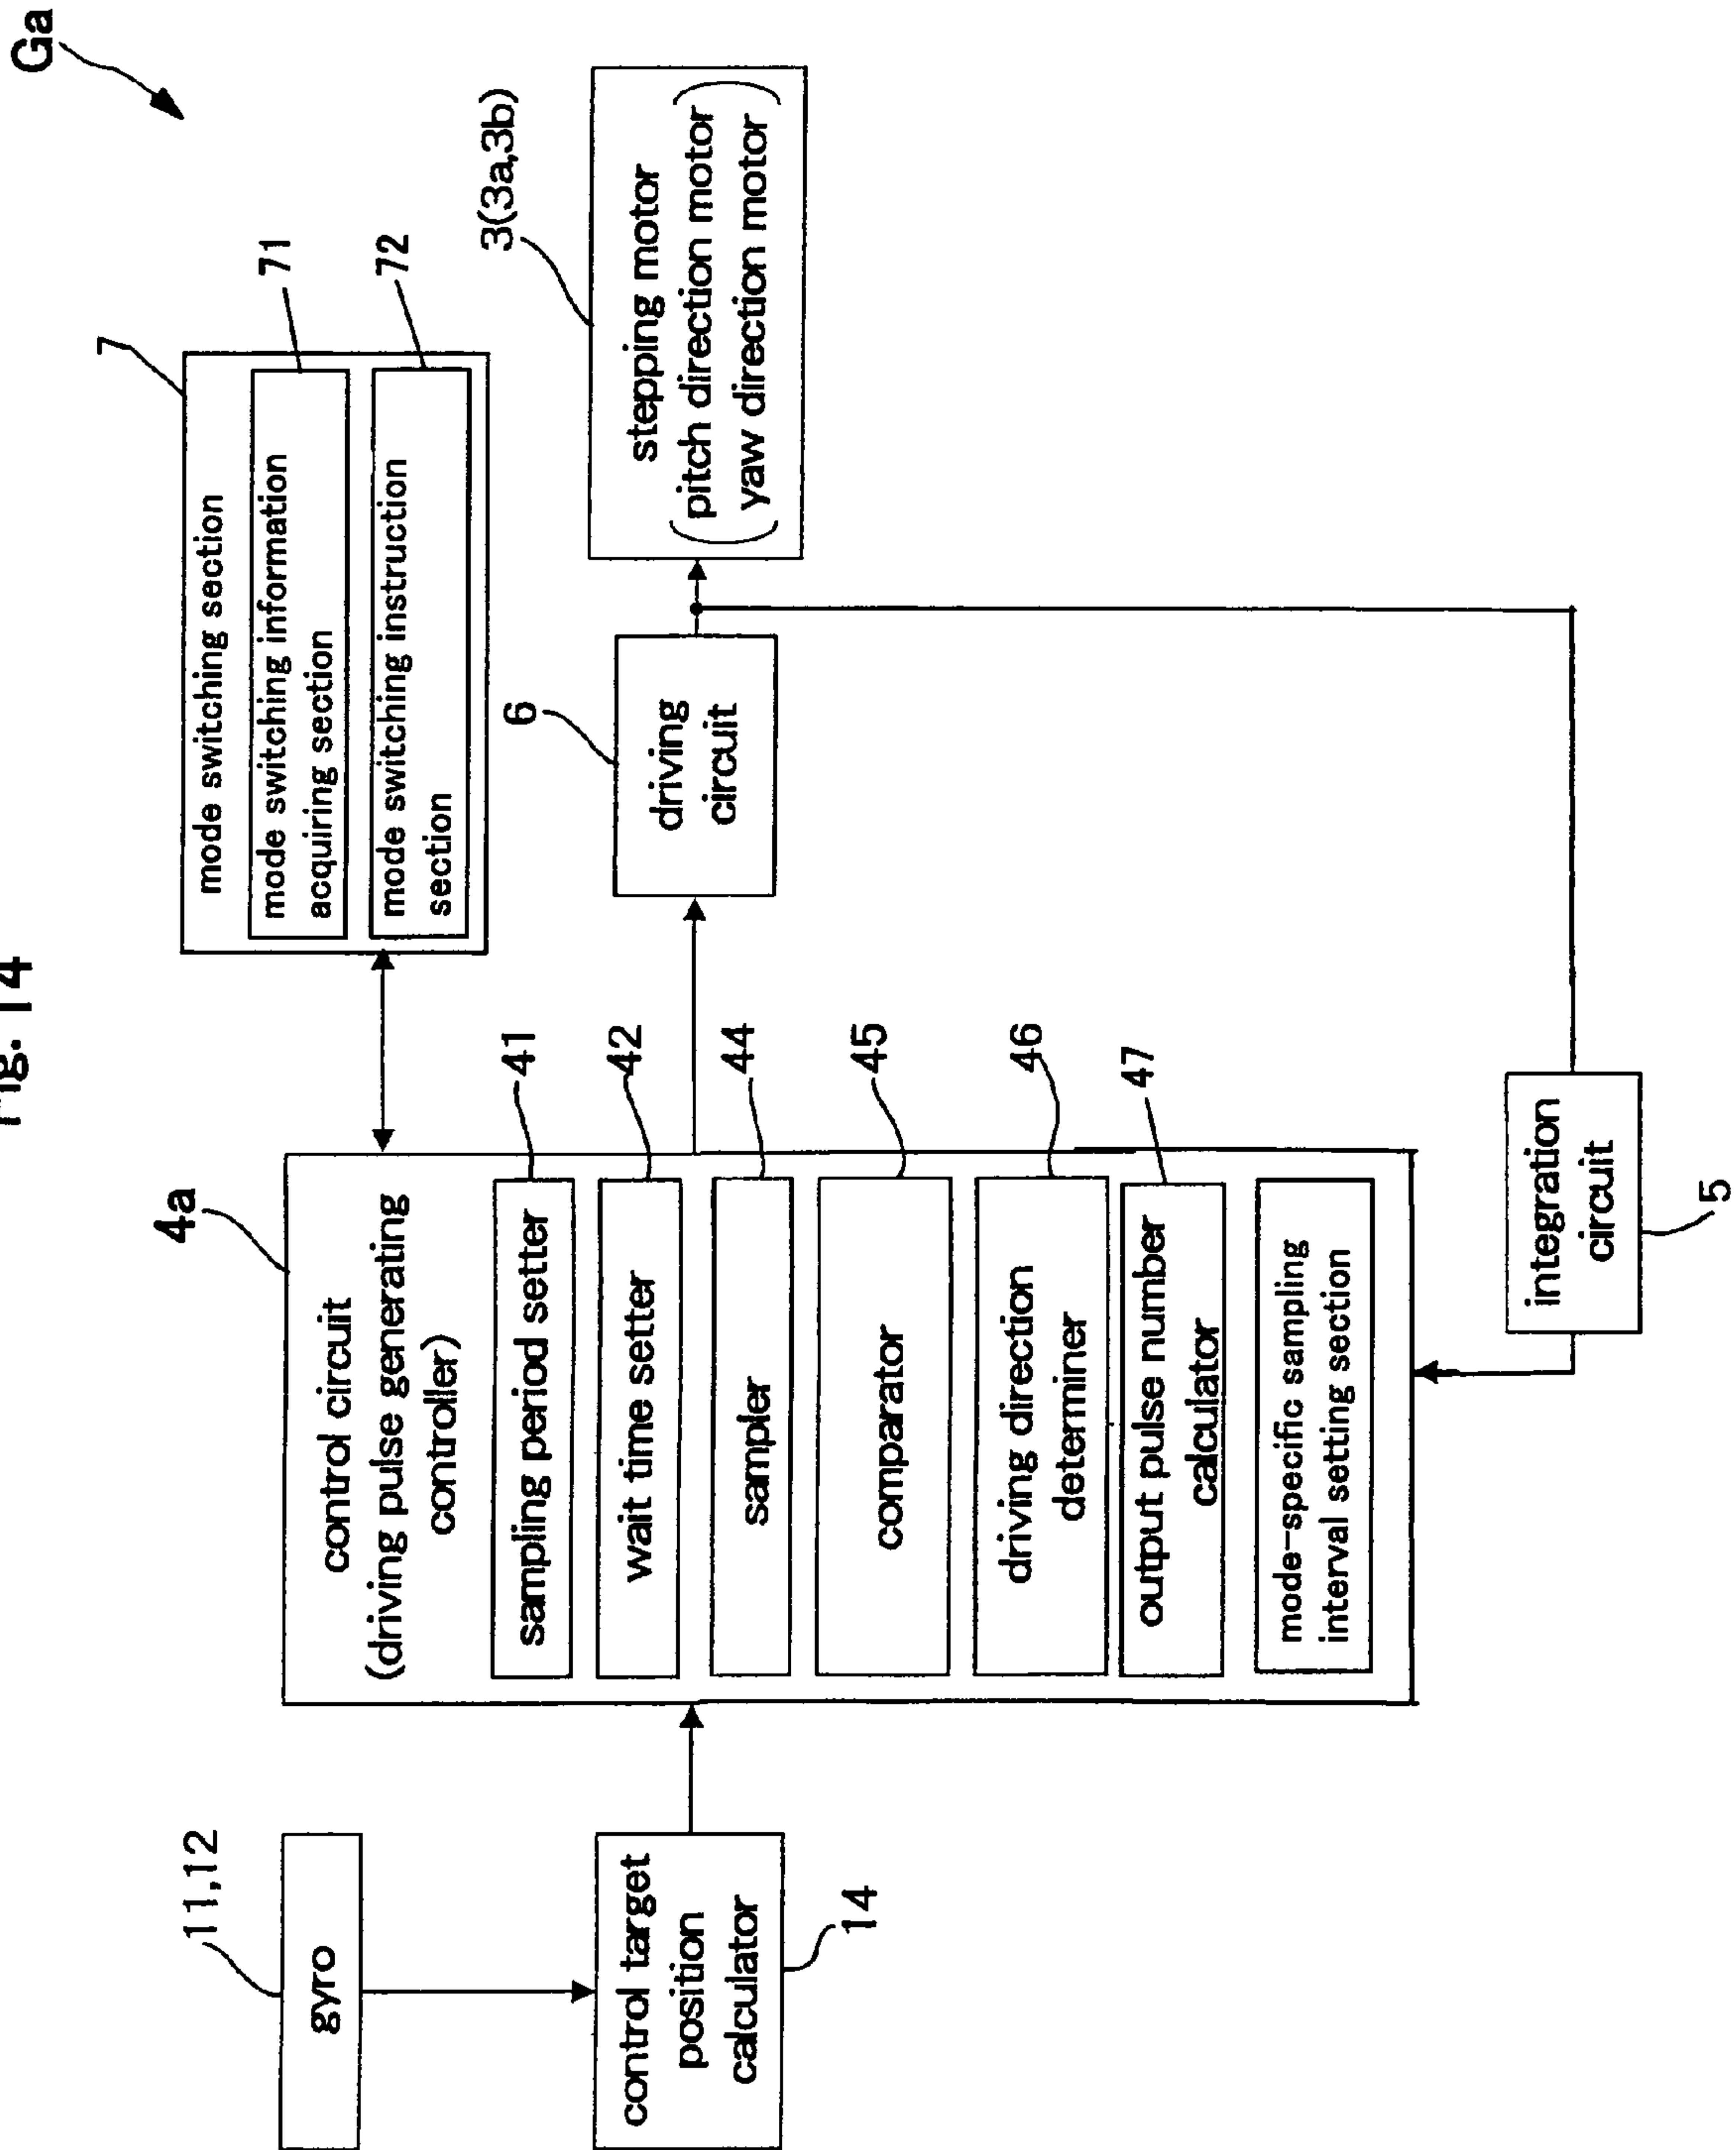 Fig. 14
Ga
11,12
gyro
control target
position
calculator
14
4a
control circuit
(driving pulse generating
controller)
sampling period setter
41
wait time setter
42
sampler
44
comparator
45
driving direction
determiner
46
output pulse number
calculator
47
mode-specific sampling
interval setting section
7
mode switching section
mode switching information
acquiring section
71
mode switching instruction
section
72
6
driving
circuit
3(3a,3b)
stepping motor
(pitch direction motor
yaw direction motor)
integration
circuit
5